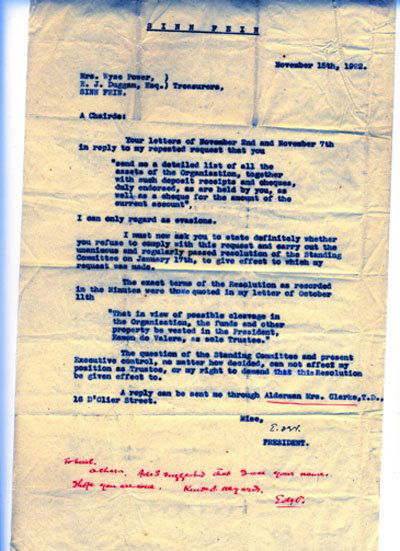 SINN FEIN
November 15th, 1922.
Mrs. Wyse Power, )
E. J. Duggan, Esq.) Treasurers,
SINN FEIN.
A Chairde:
Your letters of November 2nd and November 7th
in reply to my repeated request that you
"send me a detailed list of all the
assets of the Organisation, together
with such deposit receipts and cheques,
duly endorsed, as are held by you, as
well as a cheque for the amount of the
current account",
I can only regard as evasions.
I must now ask you to state definitely whether
you refuse to comply with this request and carry out the
unanimous and regularly passed resolution of the Standing
Committee on January 17th, to give effect to which my
request was made.
The exact terms of the Resolution as recorded
in the Minutes were those quoted in my letter of October
11th
"That in view of possible cleavage in
the Organisation, the funds and other
property be vested in the President,
Eamon de Valera, as sole Trustee."
The question of the Standing Committee and present
Executive control, no matter how decided, can not affect my
position as Trustee, or my right to demand that this Resolution
be given effect to.
A reply can be sent me through Alderman Mrs. Clarke, T.D.,
16 D'Olier Street.
Mise,
PRESIDENT.
I suggested that I use your name.
I hope you are well. Kindest regards.